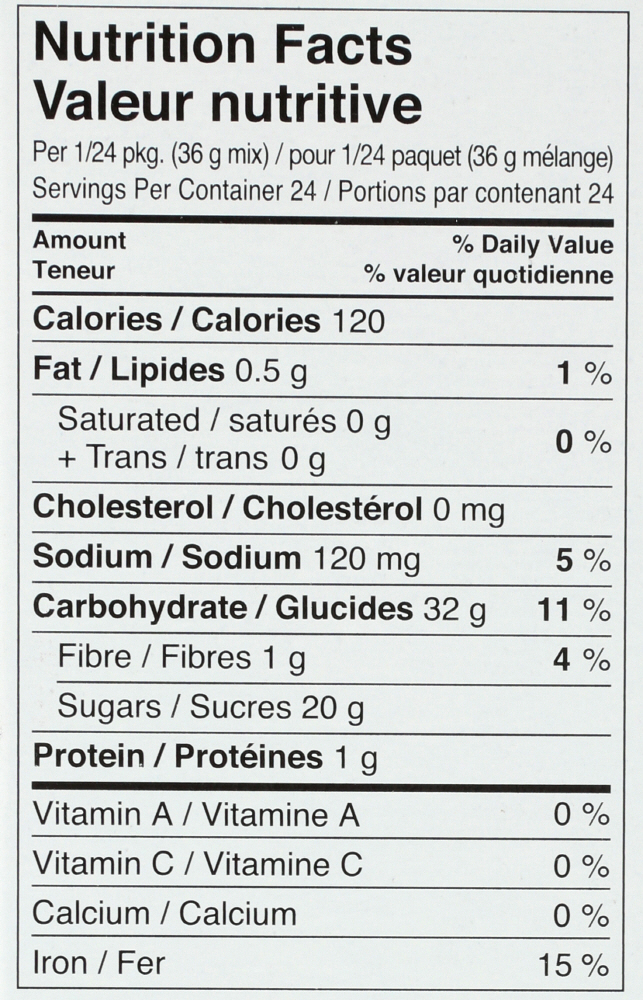 Nutrition Facts
Valeur nutritive
Per 1/24 pkg. (36 g mix) / pour 1/24 paquet (36 g mélange)
Servings Per Container 24 / Portions par contenant 24
Amount % Daily Value
Teneur % valeur quotidienne
Calories / Calories 120
Fat / Lipides 0.5 g 1 %
Saturated / saturés 0 g
+ Trans / trans 0 g 0 %
Cholesterol / Cholestérol 0 mg
Sodium / Sodium 120 mg 5 %
Carbohydrate / Glucides 32 g 11 %
Fibre / Fibres 1 g 4 %
Sugars / Sucres 20 g
Protein / Protéines 1 g
Vitamin A / Vitamine A 0 %
Vitamin C / Vitamine C 0 %
Calcium / Calcium 0 %
Iron / Fer 15 %